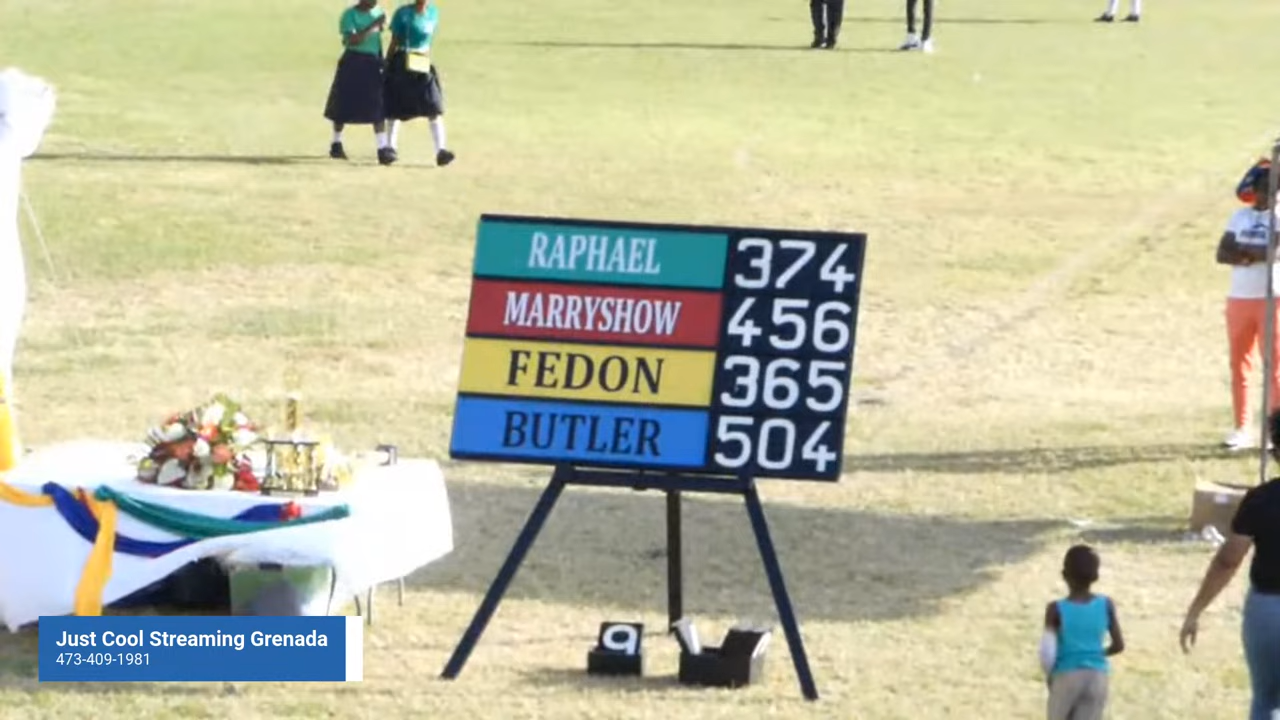 RAPHAEL 374
MARRYSHOW 456
FEDON 365
BUTLER 504
9
Just Cool Streaming Grenada
473-409-1981